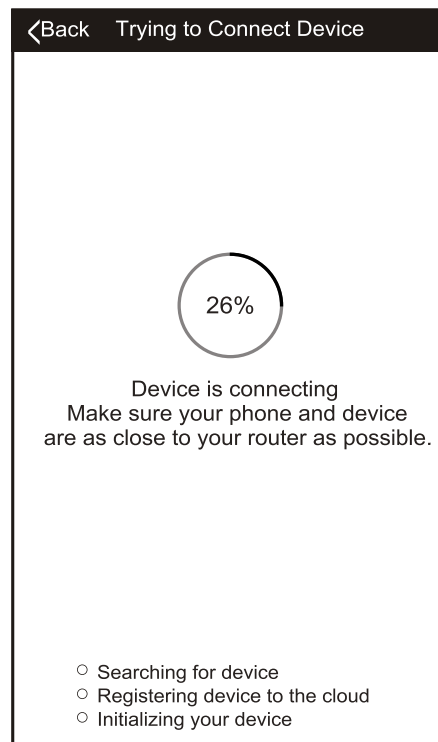 Back Trying to Connect Device
26%
Device is connecting
Make sure your phone and device
are as close to your router as possible.
Searching for device
Registering device to the cloud
Initializing your device